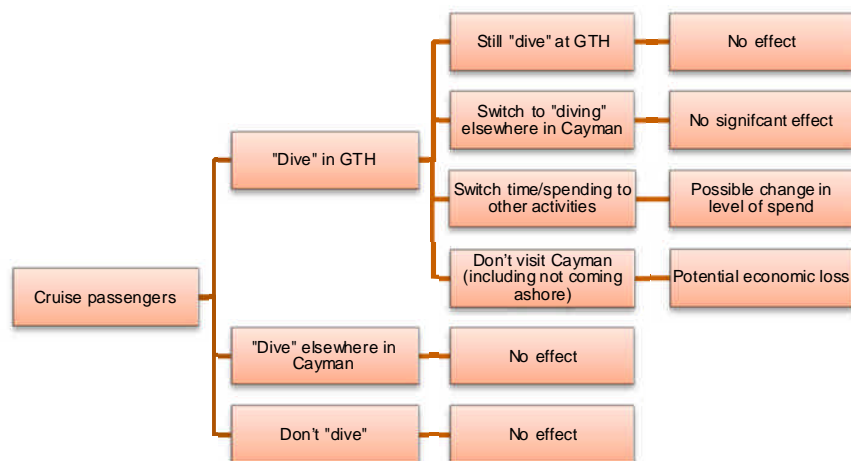 Still "dive" at GTH
No effect
Switch to "diving"
elsewhere in Cayman
No signifcant effect
"Dive" in GTH
Switch time/spending to
other activities
Possible change in
level of spend
Don't visit Cayman
(including not coming
ashore)
Potential economic loss
Cruise passengers
"Dive" elsewhere in
Cayman
No effect
Don't "dive"
No effect